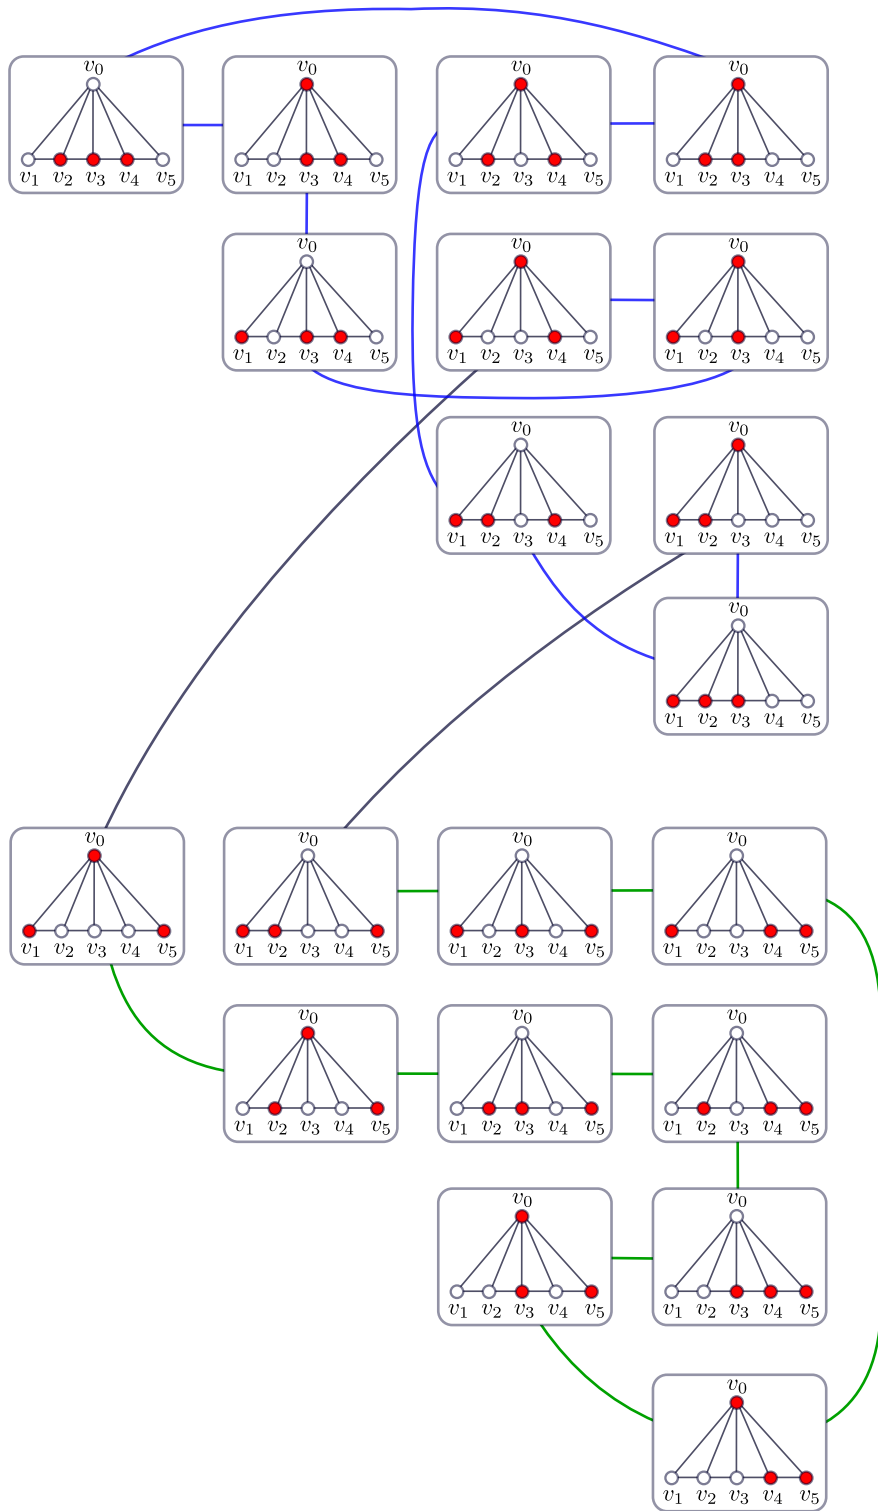 v₀ v₀ v₀ v₀
v₁ v₂ v₃ v₄ v₅ v₁ v₂ v₃ v₄ v₅ v₁ v₂ v₃ v₄ v₅ v₁ v₂ v₃ v₄ v₅
v₀ v₀ v₀
v₁ v₂ v₃ v₄ v₅ v₁ v₂ v₃ v₄ v₅ v₁ v₂ v₃ v₄ v₅
v₀ v₀
v₁ v₂ v₃ v₄ v₅ v₁ v₂ v₃ v₄ v₅
v₀
v₁ v₂ v₃ v₄ v₅
v₀ v₀ v₀ v₀
v₁ v₂ v₃ v₄ v₅ v₁ v₂ v₃ v₄ v₅ v₁ v₂ v₃ v₄ v₅ v₁ v₂ v₃ v₄ v₅
v₀ v₀ v₀
v₁ v₂ v₃ v₄ v₅ v₁ v₂ v₃ v₄ v₅ v₁ v₂ v₃ v₄ v₅
v₀ v₀
v₁ v₂ v₃ v₄ v₅ v₁ v₂ v₃ v₄ v₅
v₀
v₁ v₂ v₃ v₄ v₅